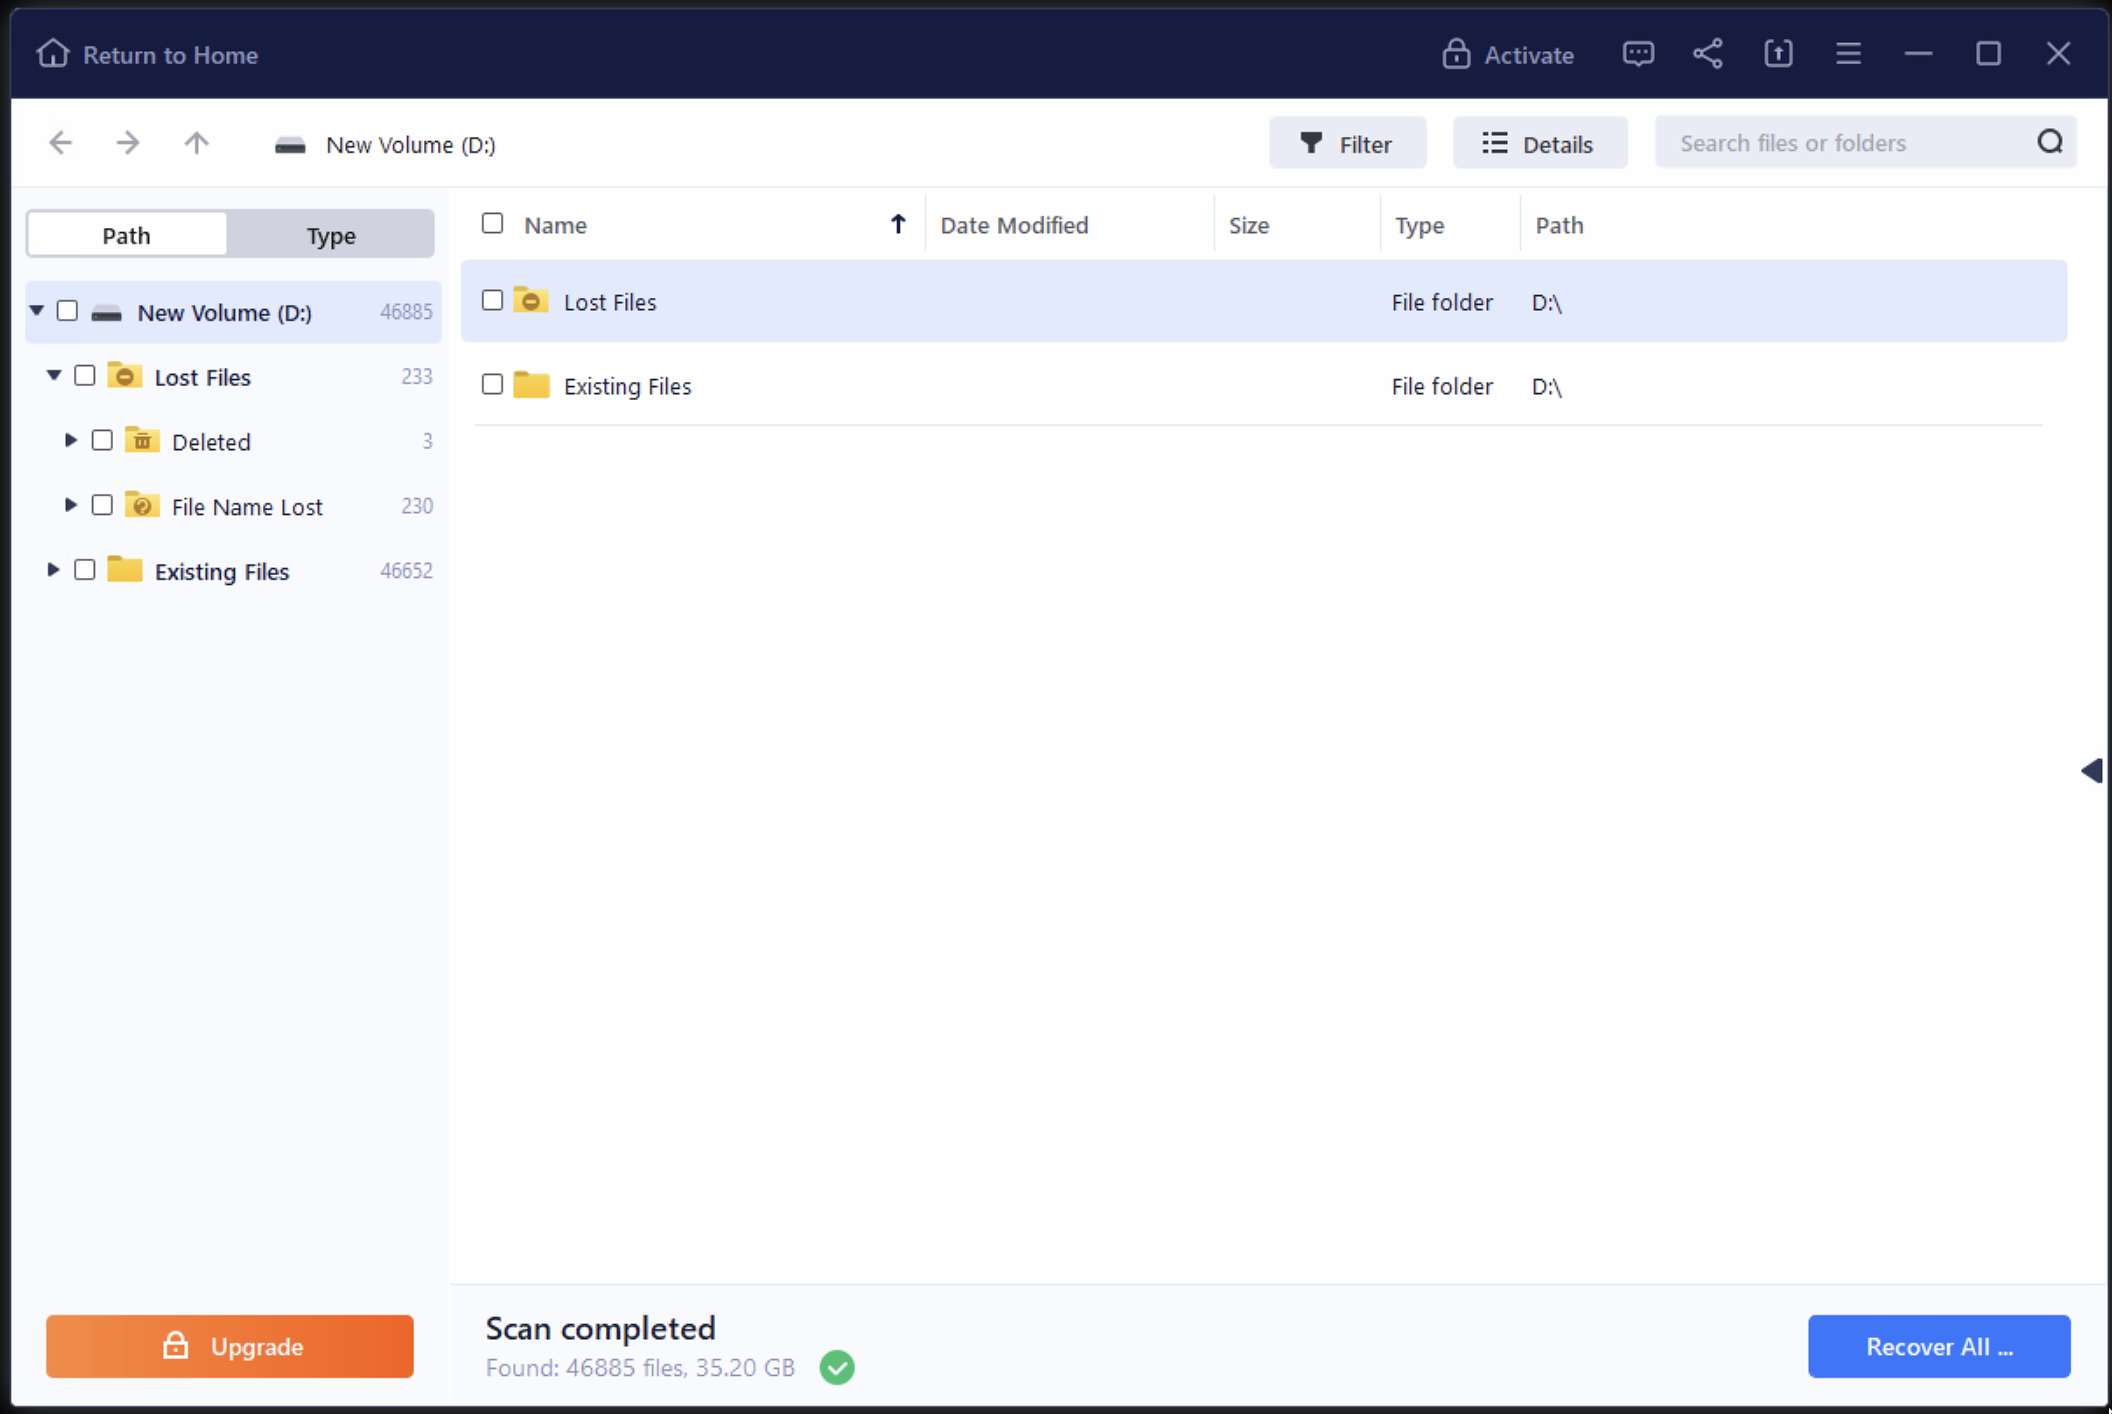 Return to Home
Activate
New Volume (D:)
Filter
Details
Search files or folders
Path
Type
New Volume (D:) 46885
Lost Files 233
Deleted 3
File Name Lost 230
Existing Files 46652
Name Date Modified Size Type Path
Lost Files File folder D:\
Existing Files File folder D:\
Upgrade
Scan completed
Found: 46885 files, 35.20 GB
Recover All ...